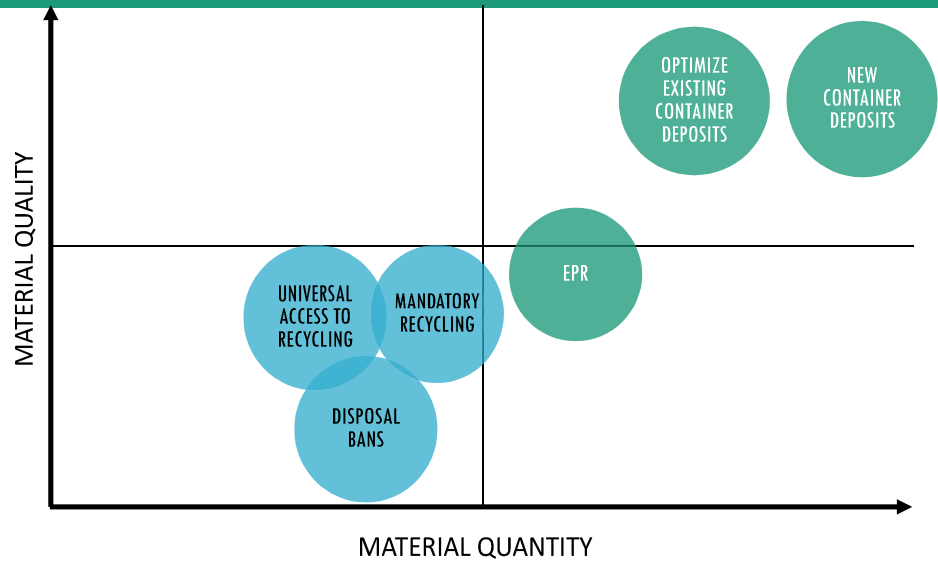 OPTIMIZE
EXISTING
CONTAINER
DEPOSITS
NEW
CONTAINER
DEPOSITS
MATERIAL QUALITY
EPR
UNIVERSAL
ACCESS TO
RECYCLING
MANDATORY
RECYCLING
DISPOSAL
BANS
MATERIAL QUANTITY